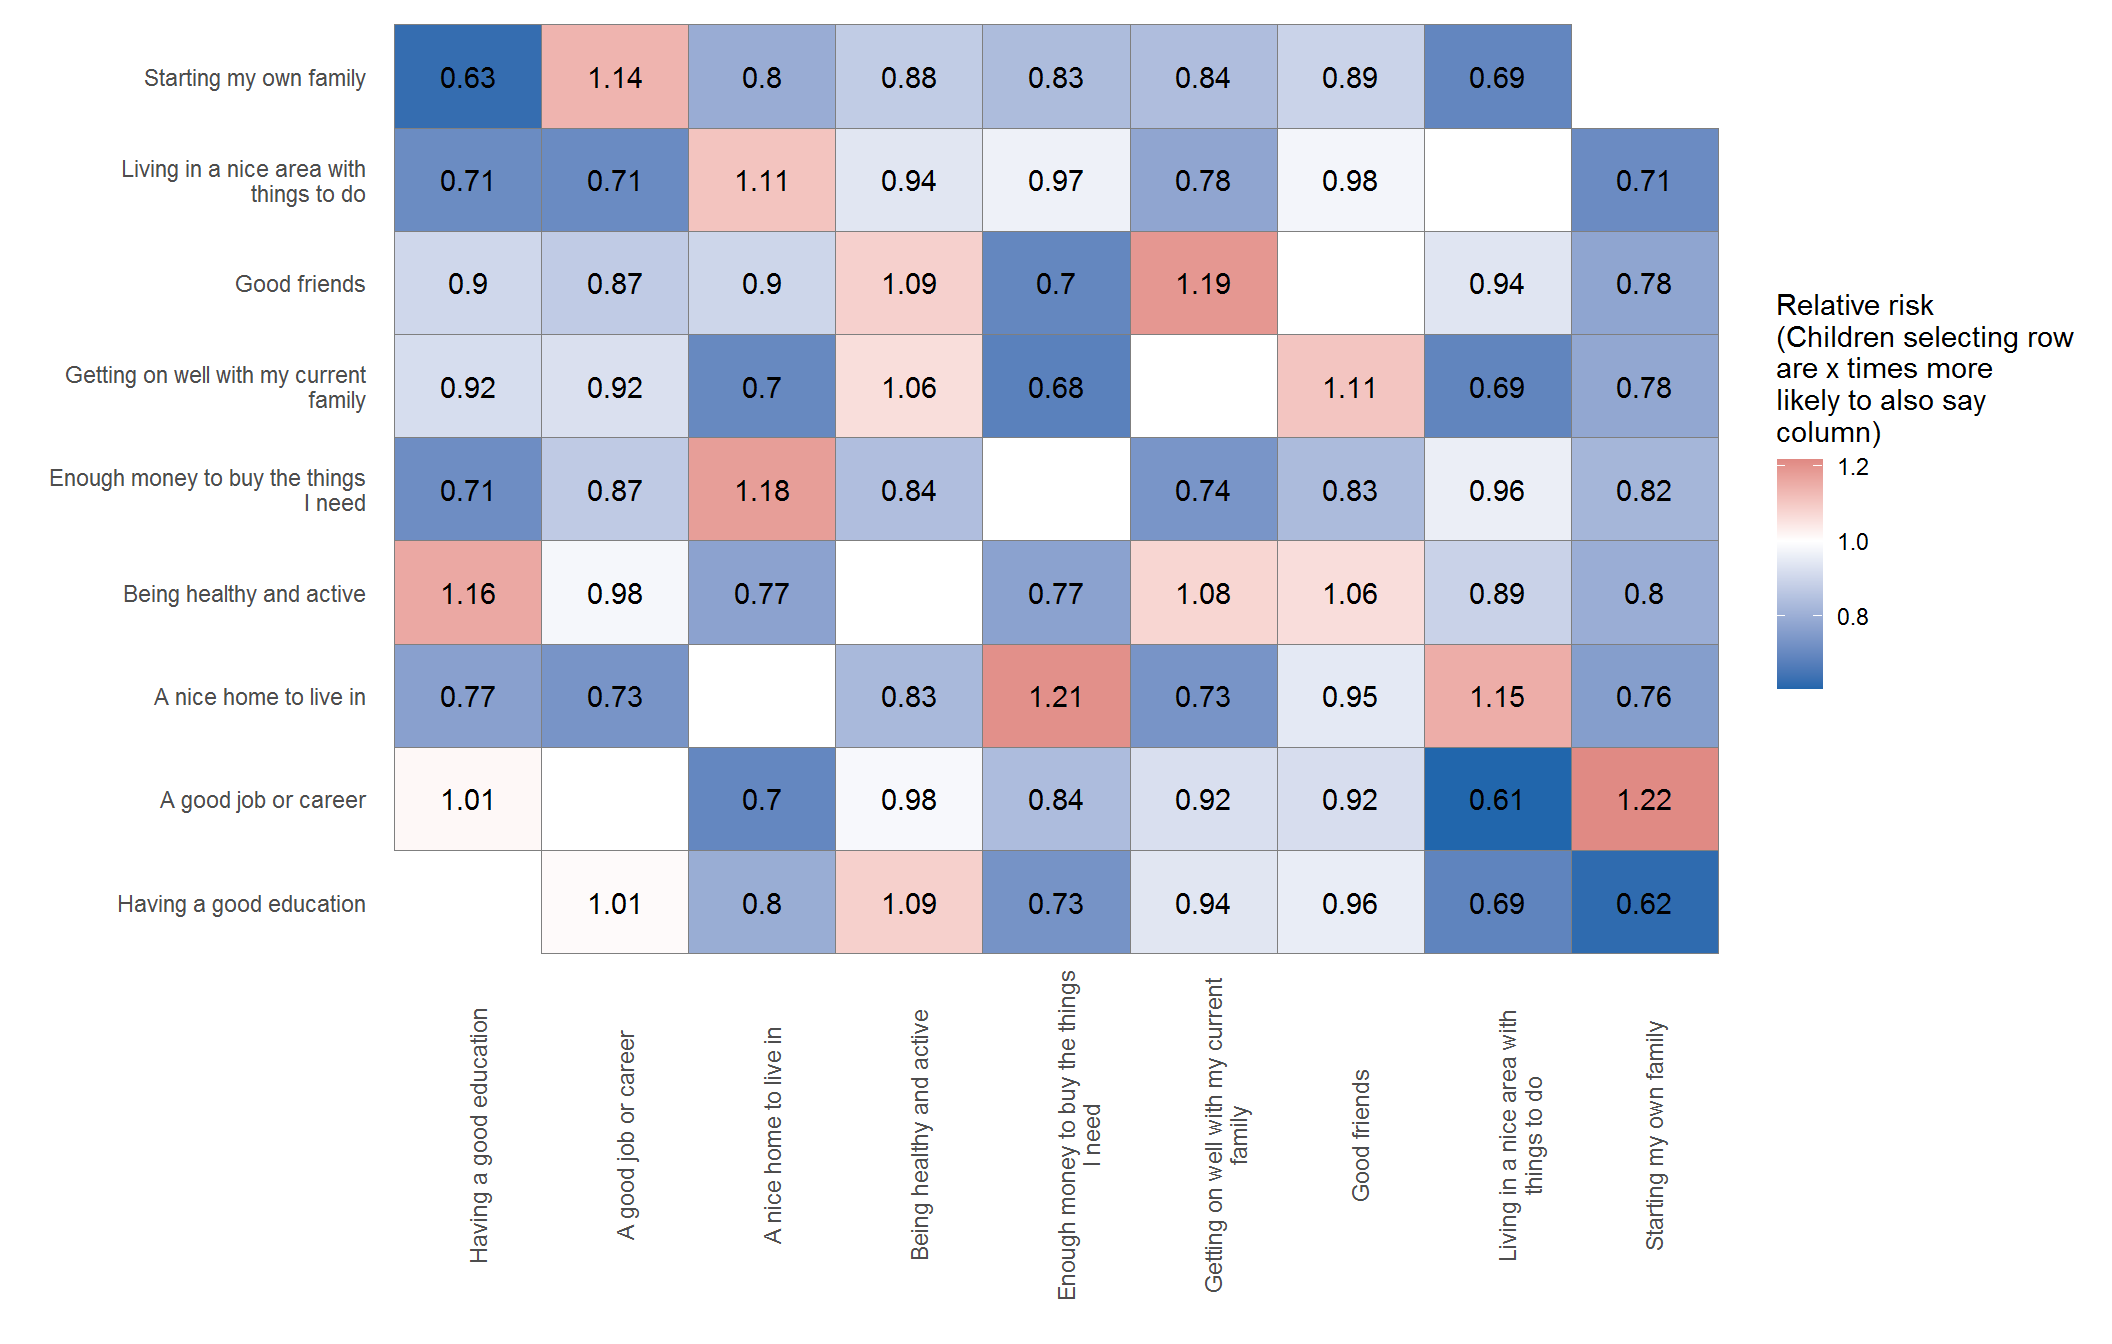 Starting my own family
0.63 1.14 0.8 0.88 0.83 0.84 0.89 0.69
Living in a nice area with
things to do
0.71 0.71 1.11 0.94 0.97 0.78 0.98 0.71
Good friends
0.9 0.87 0.9 1.09 0.7 1.19 0.94 0.78
Getting on well with my current
family
0.92 0.92 0.7 1.06 0.68 1.11 0.69 0.78
Enough money to buy the things
I need
0.71 0.87 1.18 0.84 0.74 0.83 0.96 0.82
Being healthy and active
1.16 0.98 0.77 0.77 1.08 1.06 0.89 0.8
A nice home to live in
0.77 0.73 0.83 1.21 0.73 0.95 1.15 0.76
A good job or career
1.01 0.7 0.98 0.84 0.92 0.92 0.61 1.22
Having a good education
1.01 0.8 1.09 0.73 0.94 0.96 0.69 0.62
Having a good education
A good job or career
A nice home to live in
Being healthy and active
Enough money to buy the things
I need
Getting on well with my current
family
Good friends
Living in a nice area with
things to do
Starting my own family
Relative risk
(Children selecting row
are x times more
likely to also say
column)
1.2
1.0
0.8